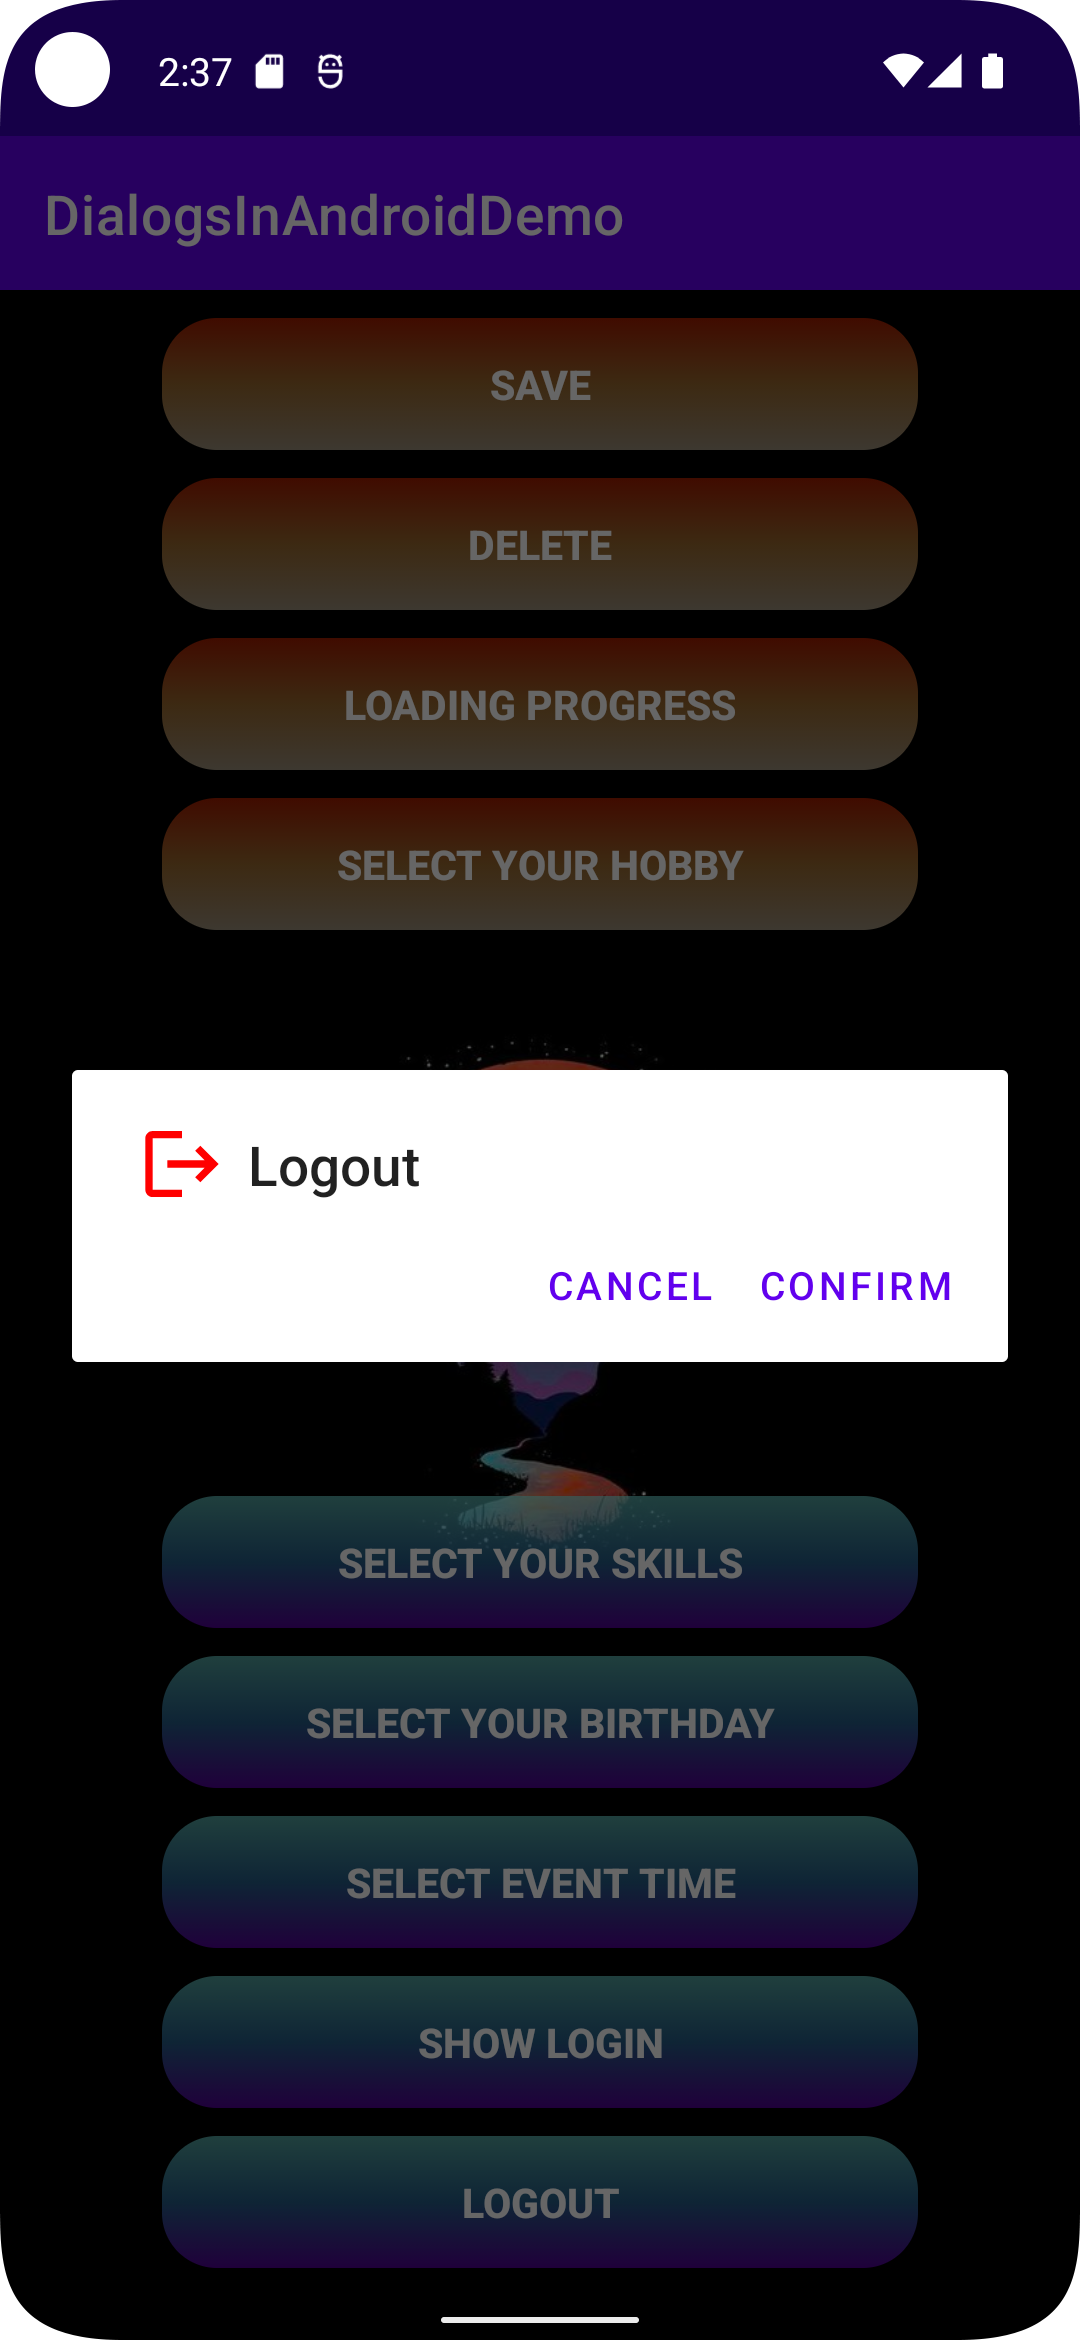 2:37
DialogsInAndroidDemo
SAVE
DELETE
LOADING PROGRESS
SELECT YOUR HOBBY
Logout
CANCEL CONFIRM
SELECT YOUR SKILLS
SELECT YOUR BIRTHDAY
SELECT EVENT TIME
SHOW LOGIN
LOGOUT